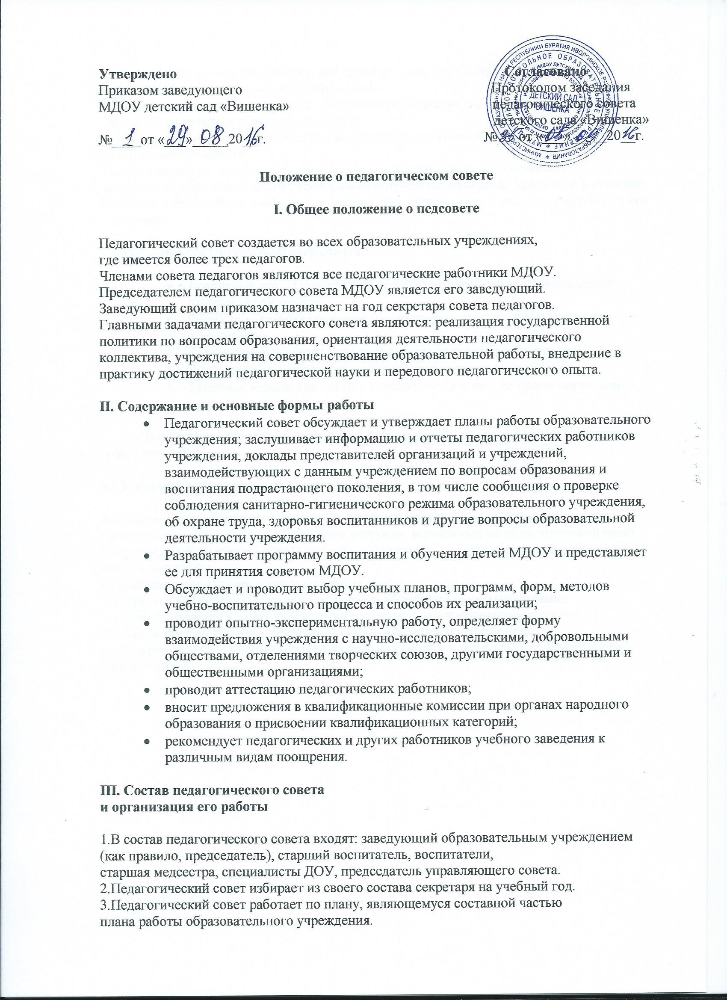 Утверждено
Приказом заведующего
МДОУ детский сад «Вишенка»
№ 1 от «29» 08 2016г.
Согласовано
Протоколом заседания
педагогического совета
детского сада «Вишенка»
№ от « 05 » 2016г.
ДЕТСКИЙ САД
ВИШЕНКА
Положение о педагогическом совете
I. Общее положение о педсовете
Педагогический совет создается во всех образовательных учреждениях,
где имеется более трех педагогов.
Членами совета педагогов являются все педагогические работники МДОУ.
Председателем педагогического совета МДОУ является его заведующий.
Заведующий своим приказом назначает на год секретаря совета педагогов.
Главными задачами педагогического совета являются: реализация государственной
политики по вопросам образования, ориентация деятельности педагогического
коллектива, учреждения на совершенствование образовательной работы, внедрение в
практику достижений педагогической науки и передового педагогического опыта.
II. Содержание и основные формы работы
• Педагогический совет обсуждает и утверждает планы работы образовательного
учреждения; заслушивает информацию и отчеты педагогических работников
учреждения, доклады представителей организаций и учреждений,
взаимодействующих с данным учреждением по вопросам образования и
воспитания подрастающего поколения, в том числе сообщения о проверке
соблюдения санитарно-гигиенического режима образовательного учреждения,
об охране труда, здоровья воспитанников и другие вопросы образовательной
деятельности учреждения.
• Разрабатывает программу воспитания и обучения детей МДОУ и представляет
ее для принятия советом МДОУ.
• Обсуждает и проводит выбор учебных планов, программ, форм, методов
учебно-воспитательного процесса и способов их реализации;
• проводит опытно-экспериментальную работу, определяет форму
взаимодействия учреждения с научно-исследовательскими, добровольными
обществами, отделениями творческих союзов, другими государственными и
общественными организациями;
• проводит аттестацию педагогических работников;
• вносит предложения в квалификационные комиссии при органах народного
образования о присвоении квалификационных категорий;
• рекомендует педагогических и других работников учебного заведения к
различным видам поощрения.
III. Состав педагогического совета
и организация его работы
1.В состав педагогического совета входят: заведующий образовательным учреждением
(как правило, председатель), старший воспитатель, воспитатели,
старшая медсестра, специалисты ДОУ, председатель управляющего совета.
2.Педагогический совет избирает из своего состава секретаря на учебный год.
3.Педагогический совет работает по плану, являющемуся составной частью
плана работы образовательного учреждения.